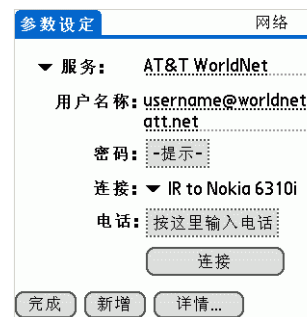 参数设定 网络
服务: AT&T WorldNet
用户名称: username@worldnet
att.net
密码: -提示-
连接: IR to Nokia 6310i
电话: 按这里输入电话
连接
完成 新增 详情...